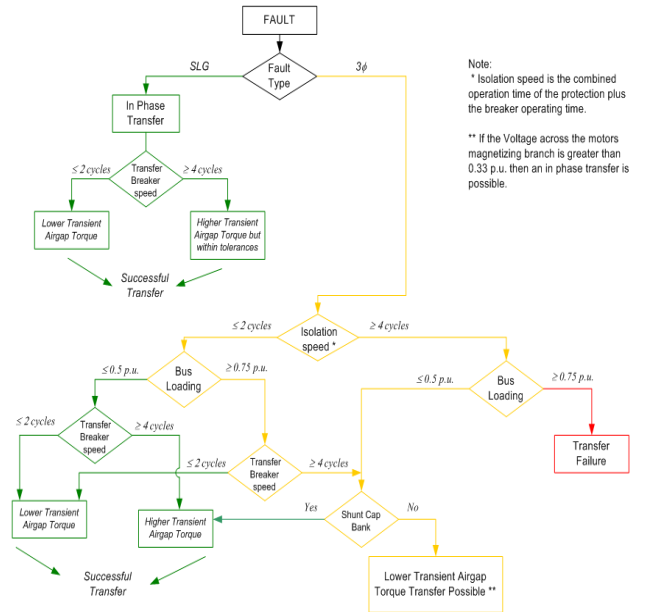 FAULT
SLG
Fault
Type
3ϕ
In Phase
Transfer
≤ 2 cycles
Transfer
Breaker
speed
≥ 4 cycles
Lower Transient
Airgap Torque
Higher Transient
Airgap Torque but
within tolerances
Successful
Transfer
Note:
* Isolation speed is the combined
operation time of the protection plus
the breaker operating time.
** If the Voltage across the motors
magnetizing branch is greater than
0.33 p.u. then an in phase transfer is
possible.
≤ 2 cycles
Isolation
speed *
≥ 4 cycles
≤ 0.5 p.u.
Bus
Loading
≥ 0.75 p.u.
≤ 0.5 p.u.
Bus
Loading
≥ 0.75 p.u.
≤ 2 cycles
Transfer
Breaker
speed
≥ 4 cycles
≤ 2 cycles
Transfer
Breaker
speed
≥ 4 cycles
Transfer
Failure
Lower Transient
Airgap Torque
Higher Transient
Airgap Torque
Yes
Shunt Cap
Bank
No
Successful
Transfer
Lower Transient Airgap
Torque Transfer Possible **